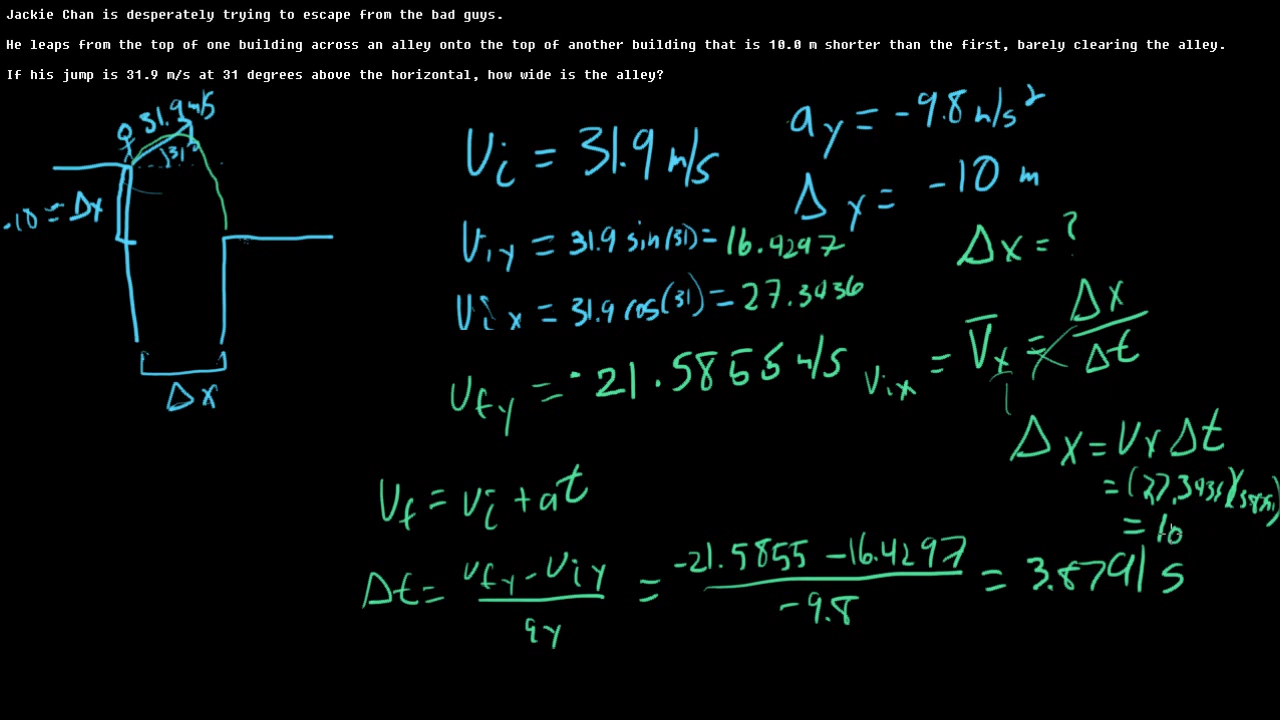 Jackie Chan is desperately trying to escape from the bad guys.
He leaps from the top of one building across an alley onto the top of another building that is 10.0 m shorter than the first, barely clearing the alley.
If his jump is 31.9 m/s at 31 degrees above the horizontal, how wide is the alley?
31.9 m/s
31°
-10 = Δx
Δx
Vi = 31.9 m/s
ay = -9.8 m/s²
Δy = -10 m
Viy = 31.9 sin(31) = 16.4297
Δx = ?
Vix = 31.9 cos(31) = 27.3436
Vfy = -21.5855 m/s
Vix = V̄x = Δx/Δt
Δx = Vx Δt
= (27.3436)(3.8791)
= 10
Vf = Vi + at
Δt = (Vfy - Viy)/ay = (-21.5855 - 16.4297)/-9.8 = 3.8791 s